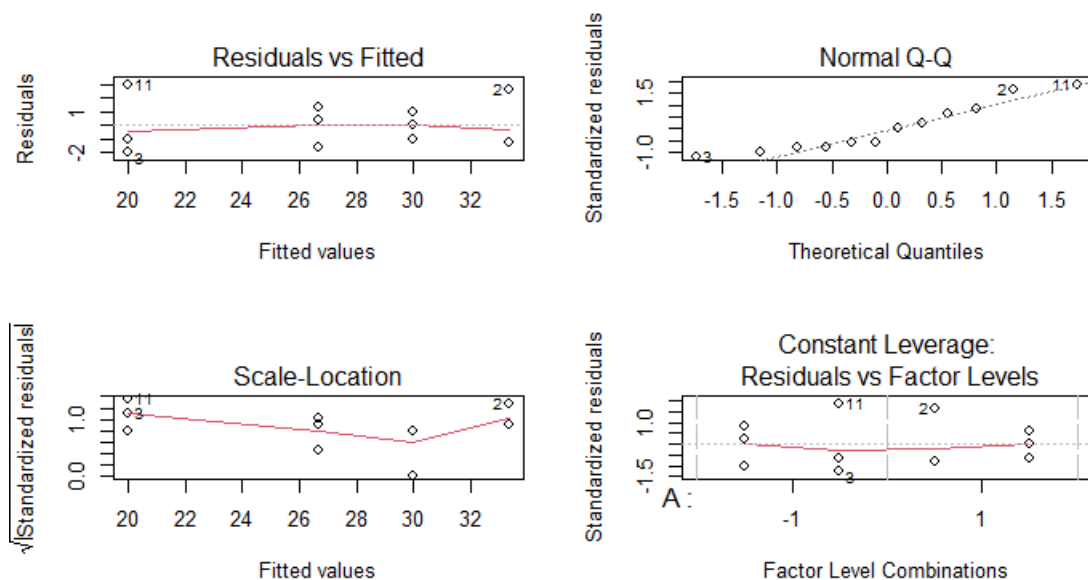 Residuals vs Fitted
Residuals
1
-2
11
3
2
20 22 24 26 28 30 32
Fitted values
Normal Q-Q
Standardized residuals
1.5
-1.0
3
2
11
-1.5 -1.0 -0.5 0.0 0.5 1.0 1.5
Theoretical Quantiles
Scale-Location
√|Standardized residuals|
1.0
0.0
11
3
2
20 22 24 26 28 30 32
Fitted values
Constant Leverage:
Residuals vs Factor Levels
Standardized residuals
1.0
-1.5
11
3
2
A :
-1 1
Factor Level Combinations